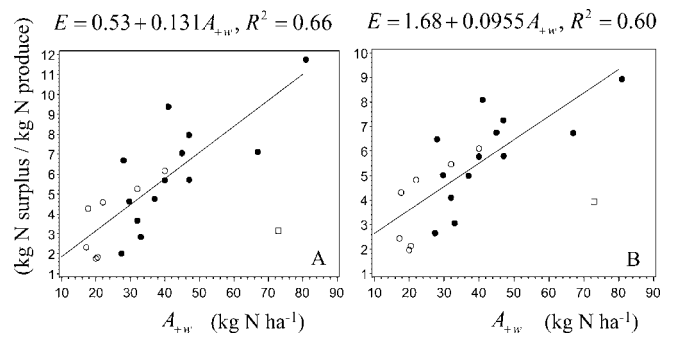 E = 0.53 + 0.131A₊w, R² = 0.66
E = 1.68 + 0.0955A₊w, R² = 0.60
(kg N surplus / kg N produce)
12
11
10
9
8
7
6
5
4
3
2
1
A
10 20 30 40 50 60 70 80 90
A₊w (kg N ha⁻¹)
10
9
8
7
6
5
4
3
2
1
B
10 20 30 40 50 60 70 80 90
A₊w (kg N ha⁻¹)